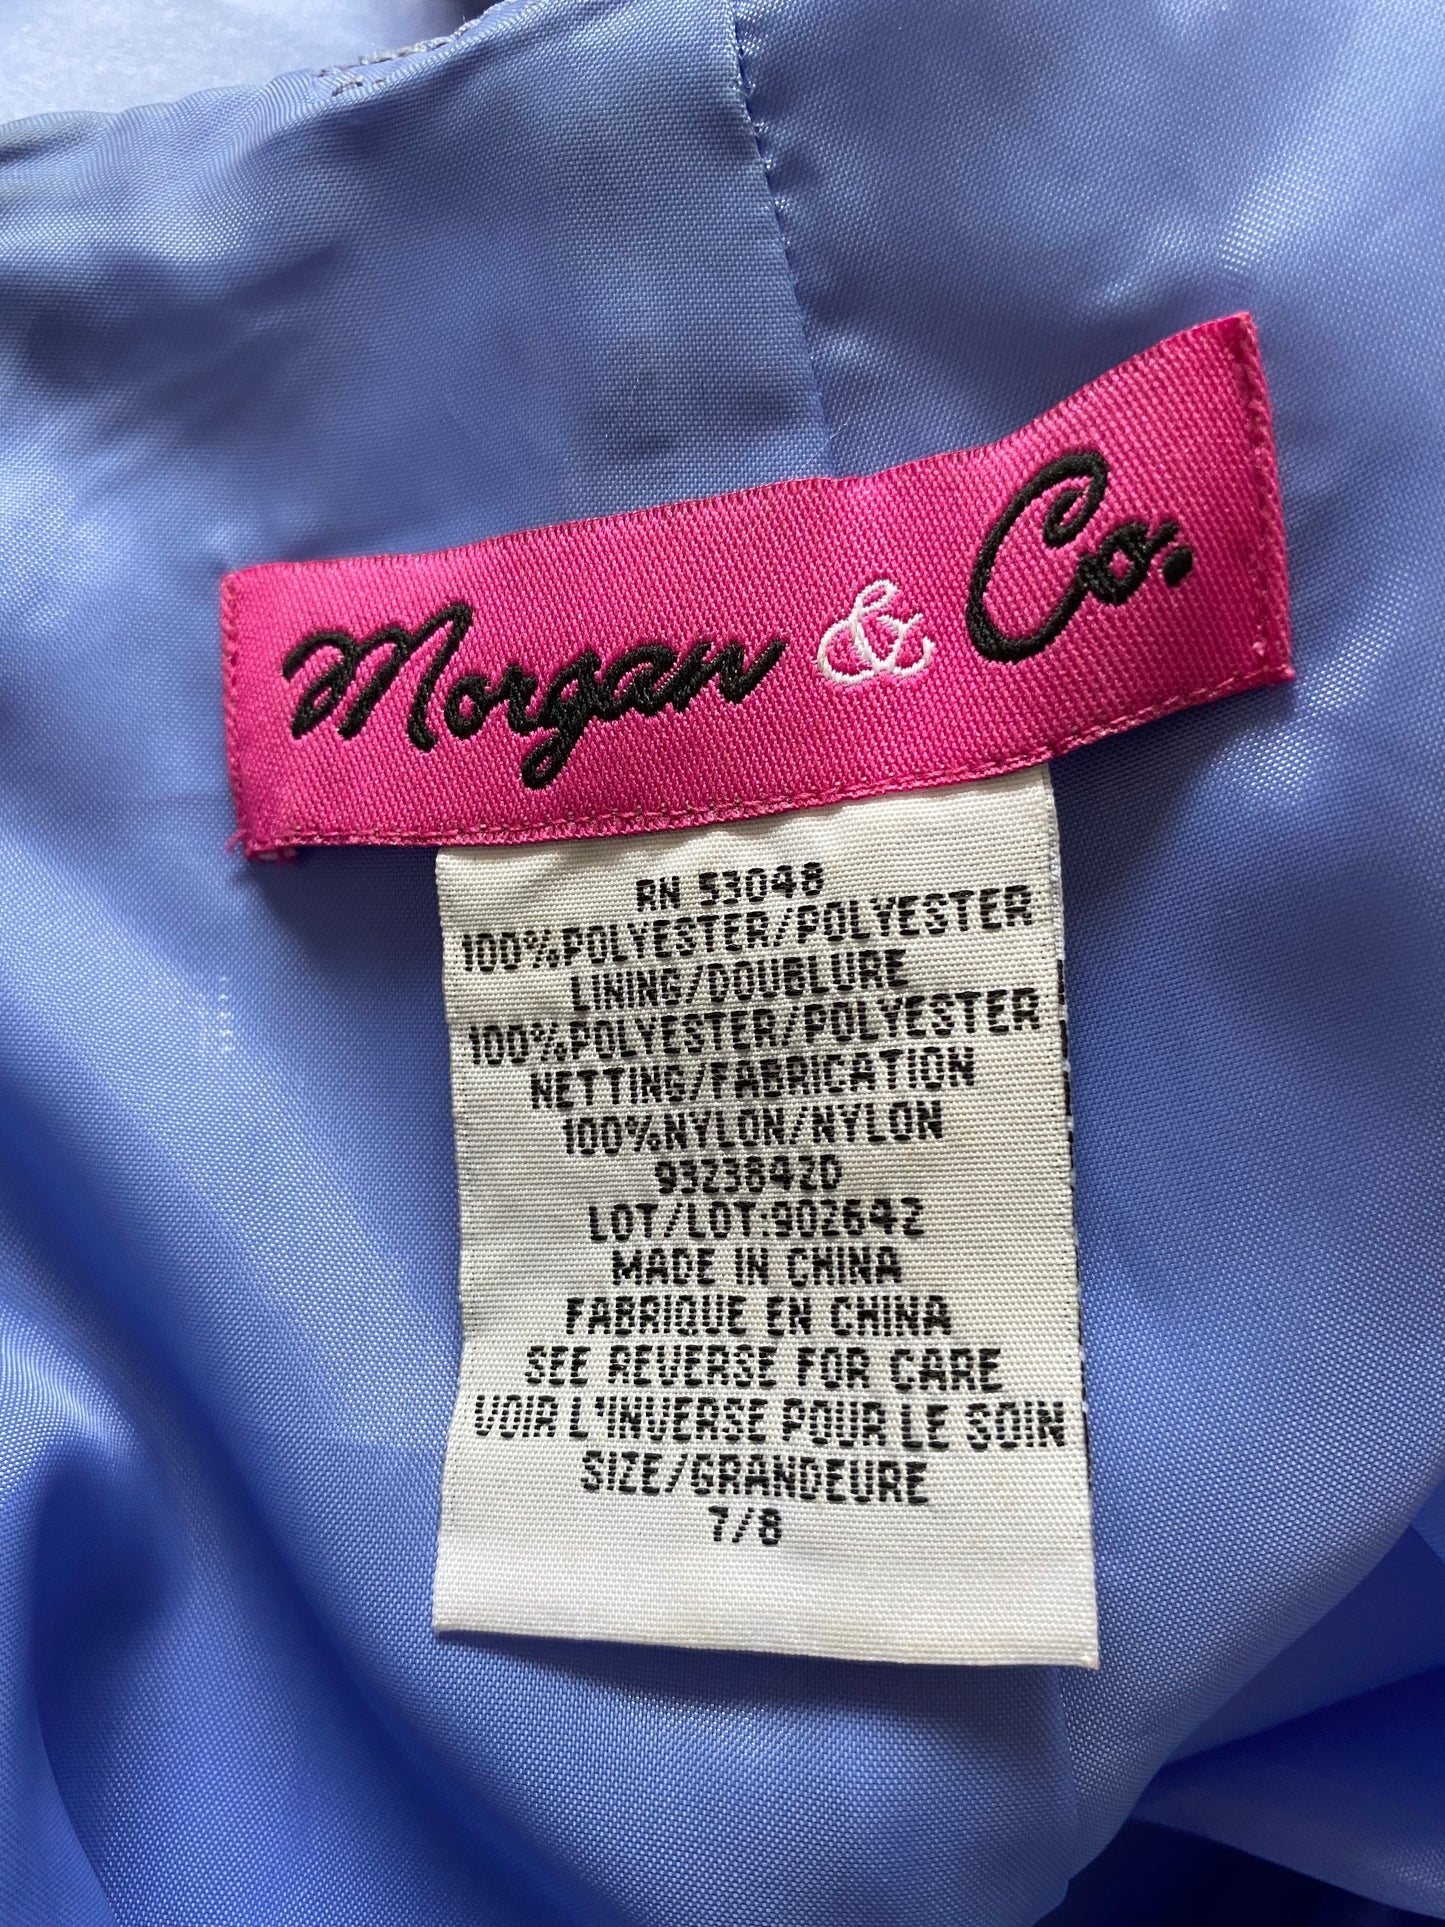 Morgan & Co.
RN 53048
100%POLYESTER/POLYESTER
LINING/DOUBLURE
100%POLYESTER/POLYESTER
NETTING/FABRICATION
100%NYLON/NYLON
93238420
LOT/LOT:902642
MADE IN CHINA
FABRIQUE EN CHINA
SEE REVERSE FOR CARE
VOIR L'INVERSE POUR LE SOIN
SIZE/GRANDEURE
7/8